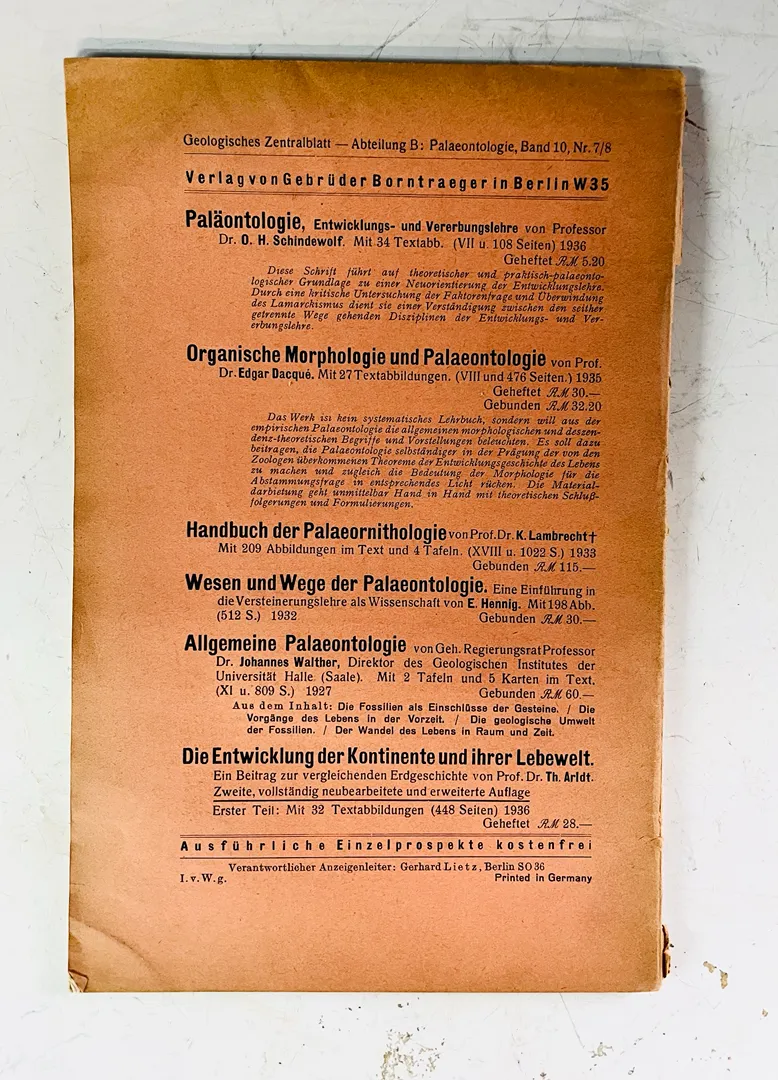 Geologisches Zentralblatt — Abteilung B: Palaeontologie, Band 10, Nr. 7/8
Verlag von Gebrüder Borntraeger in Berlin W 35
Paläontologie, Entwicklungs- und Vererbungslehre von Professor
Dr. O. H. Schindewolf. Mit 34 Textabb. (VII u. 108 Seiten) 1936
Geheftet RM 5.20
Diese Schrift führt auf theoretischer und praktisch-palaeonto-
logischer Grundlage zu einer Neuorientierung der Entwicklungslehre.
Durch eine kritische Untersuchung der Faktorenfrage und Überwindung
des Lamarckismus dient sie einer Verständigung zwischen den seither
getrennte Wege gehenden Disziplinen der Entwicklungs- und Ver-
erbungslehre.
Organische Morphologie und Palaeontologie von Prof.
Dr. Edgar Dacqué. Mit 27 Textabbildungen. (VIII und 476 Seiten.) 1935
Geheftet RM 30.—
Gebunden RM 32.20
Das Werk ist kein systematisches Lehrbuch, sondern will aus der
empirischen Palaeontologie die allgemeinen morphologischen und deszen-
denz-theoretischen Begriffe und Vorstellungen beleuchten. Es soll dazu
beitragen, die Palaeontologie selbständiger in der Prägung der von den
Zoologen überkommenen Theoreme der Entwicklungsgeschichte des Lebens
zu machen und zugleich die Bedeutung der Morphologie für die
Abstammungsfrage in entsprechendes Licht rücken. Die Material-
darbietung geht unmittelbar Hand in Hand mit theoretischen Schluß-
folgerungen und Formulierungen.
Handbuch der Palaeornithologie von Prof. Dr. K. Lambrecht †
Mit 209 Abbildungen im Text und 4 Tafeln. (XVIII u. 1022 S.) 1933
Gebunden RM 115.—
Wesen und Wege der Palaeontologie. Eine Einführung in
die Versteinerungslehre als Wissenschaft von E. Hennig. Mit 198 Abb.
(512 S.) 1932 Gebunden RM 30.—
Allgemeine Palaeontologie von Geh. Regierungsrat Professor
Dr. Johannes Walther, Direktor des Geologischen Institutes der
Universität Halle (Saale). Mit 2 Tafeln und 5 Karten im Text.
(XI u. 809 S.) 1927 Gebunden RM 60.—
Aus dem Inhalt: Die Fossilien als Einschlüsse der Gesteine. / Die
Vorgänge des Lebens in der Vorzeit. / Die geologische Umwelt
der Fossilien. / Der Wandel des Lebens in Raum und Zeit.
Die Entwicklung der Kontinente und ihrer Lebewelt.
Ein Beitrag zur vergleichenden Erdgeschichte von Prof. Dr. Th. Arldt.
Zweite, vollständig neubearbeitete und erweiterte Auflage
Erster Teil: Mit 32 Textabbildungen (448 Seiten) 1936
Geheftet RM 28.—
Ausführliche Einzelprospekte kostenfrei
Verantwortlicher Anzeigenleiter: Gerhard Lietz, Berlin SO 36
I. v. W. g. Printed in Germany